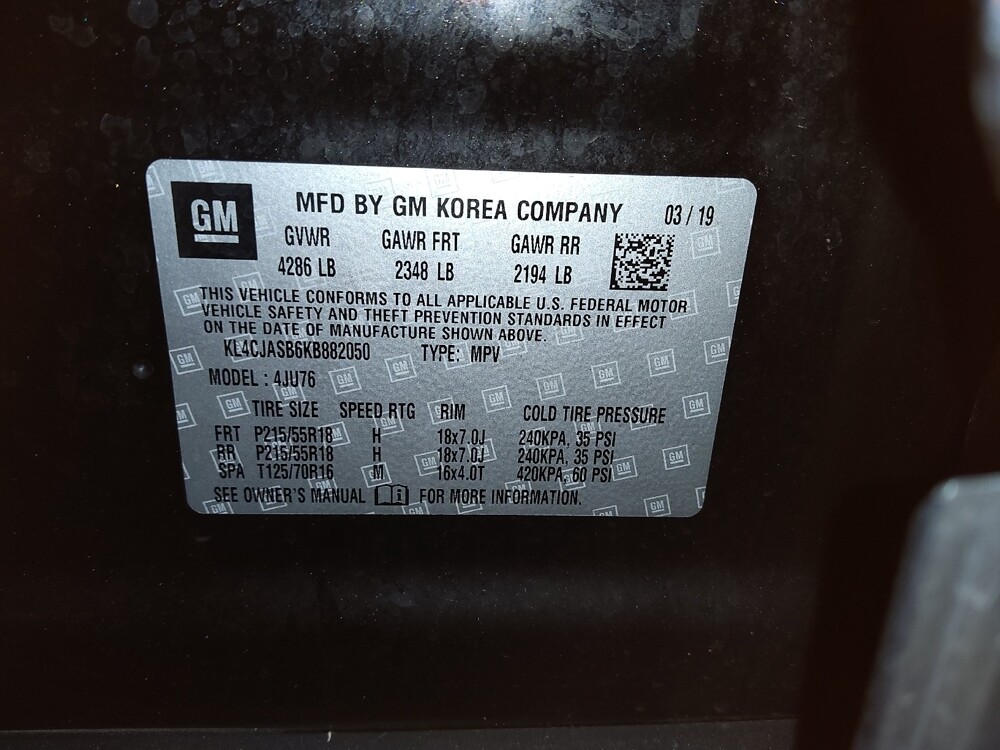 GM
MFD BY GM KOREA COMPANY 03 / 19
GVWR GAWR FRT GAWR RR
4286 LB 2348 LB 2194 LB
THIS VEHICLE CONFORMS TO ALL APPLICABLE U.S. FEDERAL MOTOR
VEHICLE SAFETY AND THEFT PREVENTION STANDARDS IN EFFECT
ON THE DATE OF MANUFACTURE SHOWN ABOVE.
KL4CJASB6KB882050 TYPE: MPV
MODEL : 4JU76
TIRE SIZE SPEED RTG RIM COLD TIRE PRESSURE
FRT P215/55R18 H 18x7.0J 240KPA, 35 PSI
RR P215/55R18 H 18x7.0J 240KPA, 35 PSI
SPA T125/70R16 M 16x4.0T 420KPA, 60 PSI
SEE OWNER'S MANUAL FOR MORE INFORMATION.